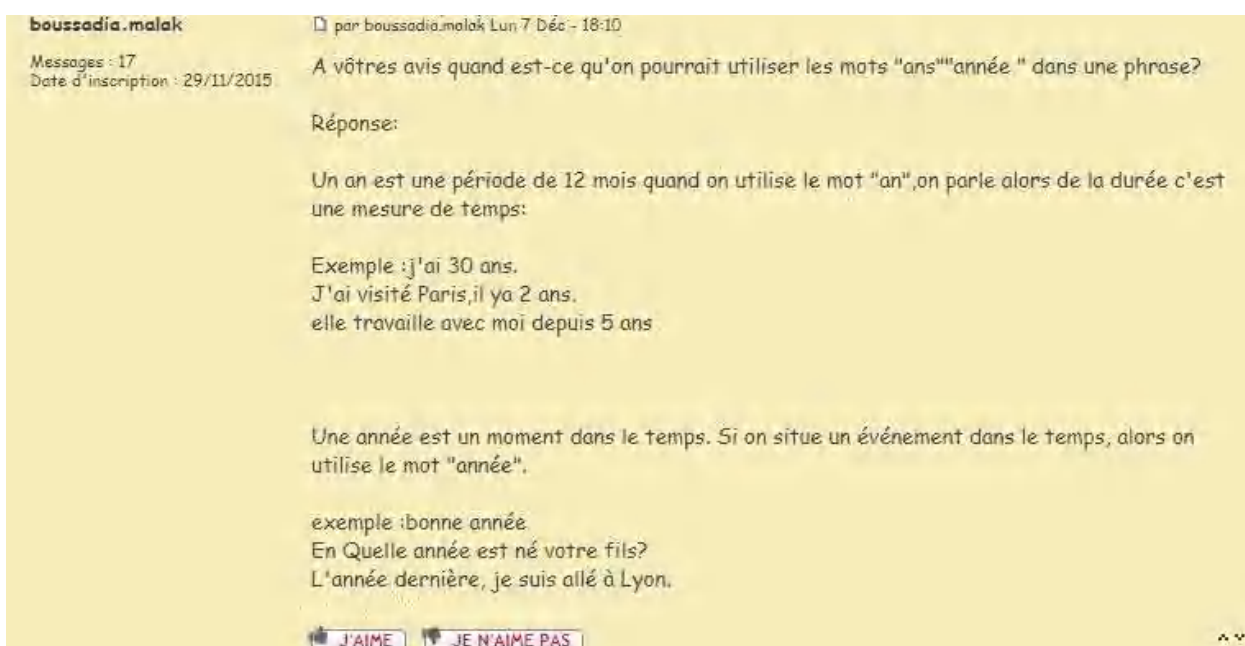 boussadia.malak
par boussadia.malak Lun 7 Déc - 18:10
Messages : 17
Date d'inscription : 29/11/2015
A vôtres avis quand est-ce qu'on pourrait utiliser les mots "ans""année " dans une phrase?
Réponse:
Un an est une période de 12 mois quand on utilise le mot "an",on parle alors de la durée c'est
une mesure de temps:
Exemple :j'ai 30 ans.
J'ai visité Paris,il ya 2 ans.
elle travaille avec moi depuis 5 ans
Une année est un moment dans le temps. Si on situe un événement dans le temps, alors on
utilise le mot "année".
exemple :bonne année
En Quelle année est né votre fils?
L'année dernière, je suis allé à Lyon.
J'AIME JE N'AIME PAS